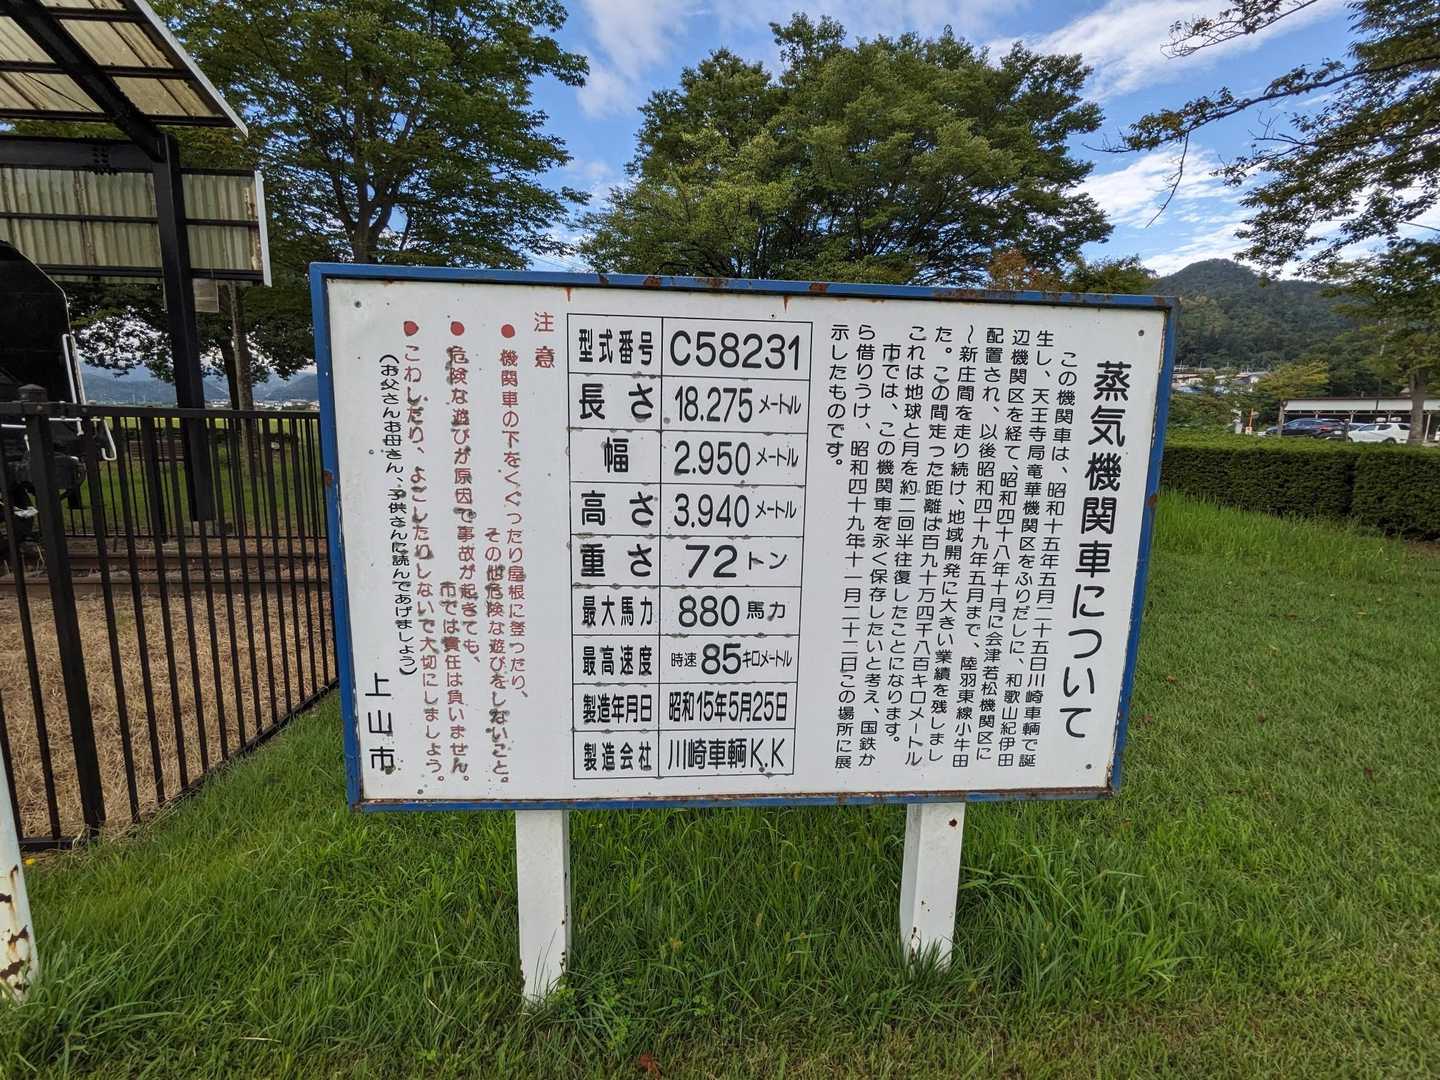 蒸気機関車について
この機関車は、昭和十五年五月二十五日川崎車輌で誕
生し、天王寺局竜華機関区をふりだしに、和歌山紀伊田
辺機関区を経て、昭和四十八年十月に会津若松機関区に
配置され、以後昭和四十九年五月まで、陸羽東線小牛田
〜新庄間を走り続け、地域開発に大きい業績を残しまし
た。この間走った距離は百九十万四千八百キロメートル
これは地球と月を約二回半往復したことになります。
市では、この機関車を永く保存したいと考え、国鉄か
ら借りうけ、昭和四十九年十一月二十二日この場所に展
示したものです。
型式番号 C58231
長さ 18.275メートル
幅 2.950メートル
高さ 3.940メートル
重さ 72トン
最大馬力 880馬力
最高速度 時速85キロメートル
製造年月日 昭和15年5月25日
製造会社 川崎車輌K.K
注意
●機関車の下をくぐったり屋根に登ったり、
その他危険な遊びをしないこと。
●危険な遊びが原因で事故が起きても、
市では責任は負いません。
●こわしたり、よごしたりしないで大切にしましょう。
（お父さんお母さん、子供さんに読んであげましょう）
上山市